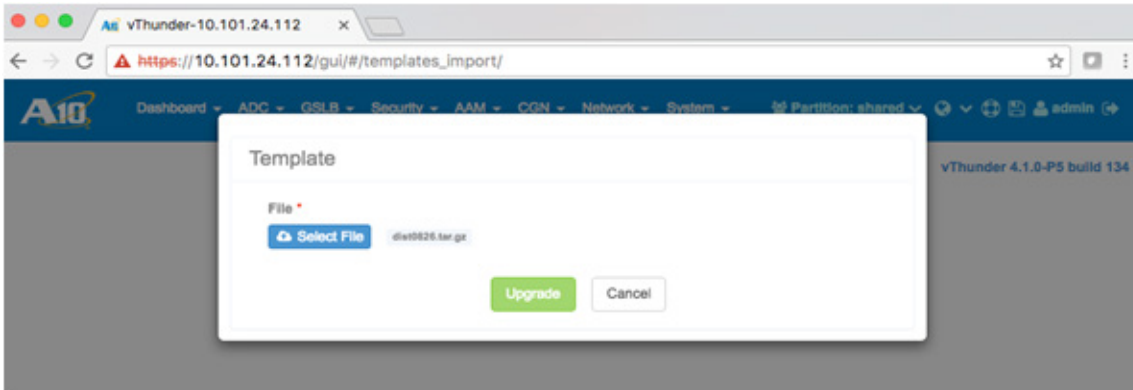 A10 vThunder-10.101.24.112 ×
https://10.101.24.112/gui/#/templates_import/
A10 Dashboard ADC GSLB Security AAM CGN Network System Partition: shared admin
Template
vThunder 4.1.0-P5 build 134
File *
Select File dist0826.tar.gz
Upgrade Cancel